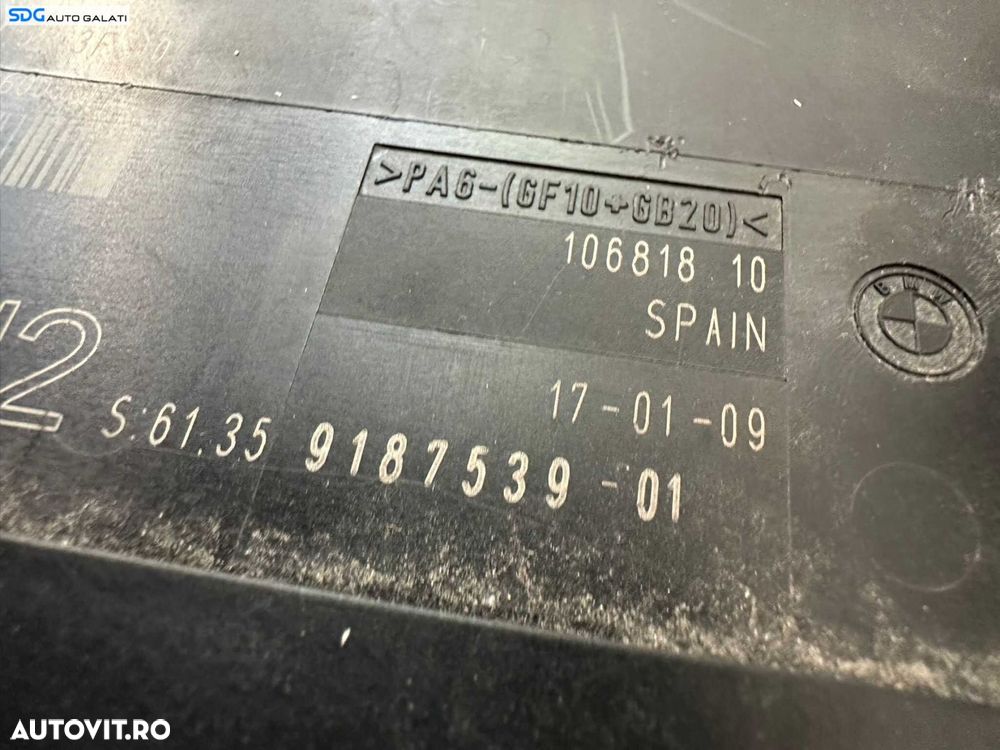 SDG AUTO GALATI
>PA6-(GF10+GB20)<
106818 10
SPAIN
BMW
17-01-09
S:61.35 9187539-01
AUTOVIT.RO